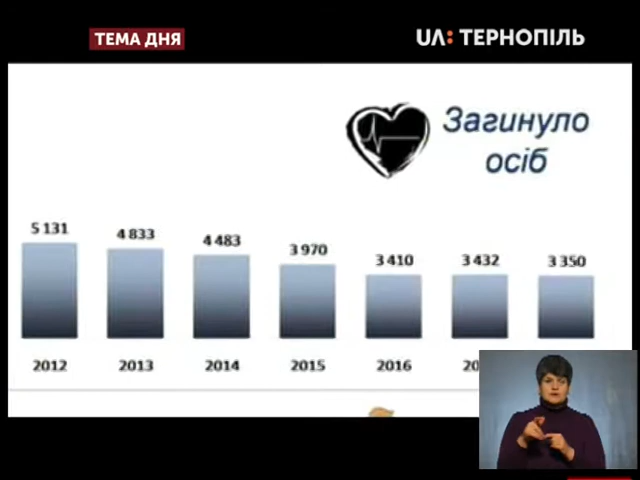 ТЕМА ДНЯ
UA: ТЕРНОПІЛЬ
Загинуло
осіб
5 131
4 833
4 483
3 970
3 410
3 432
3 350
2012 2013 2014 2015 2016